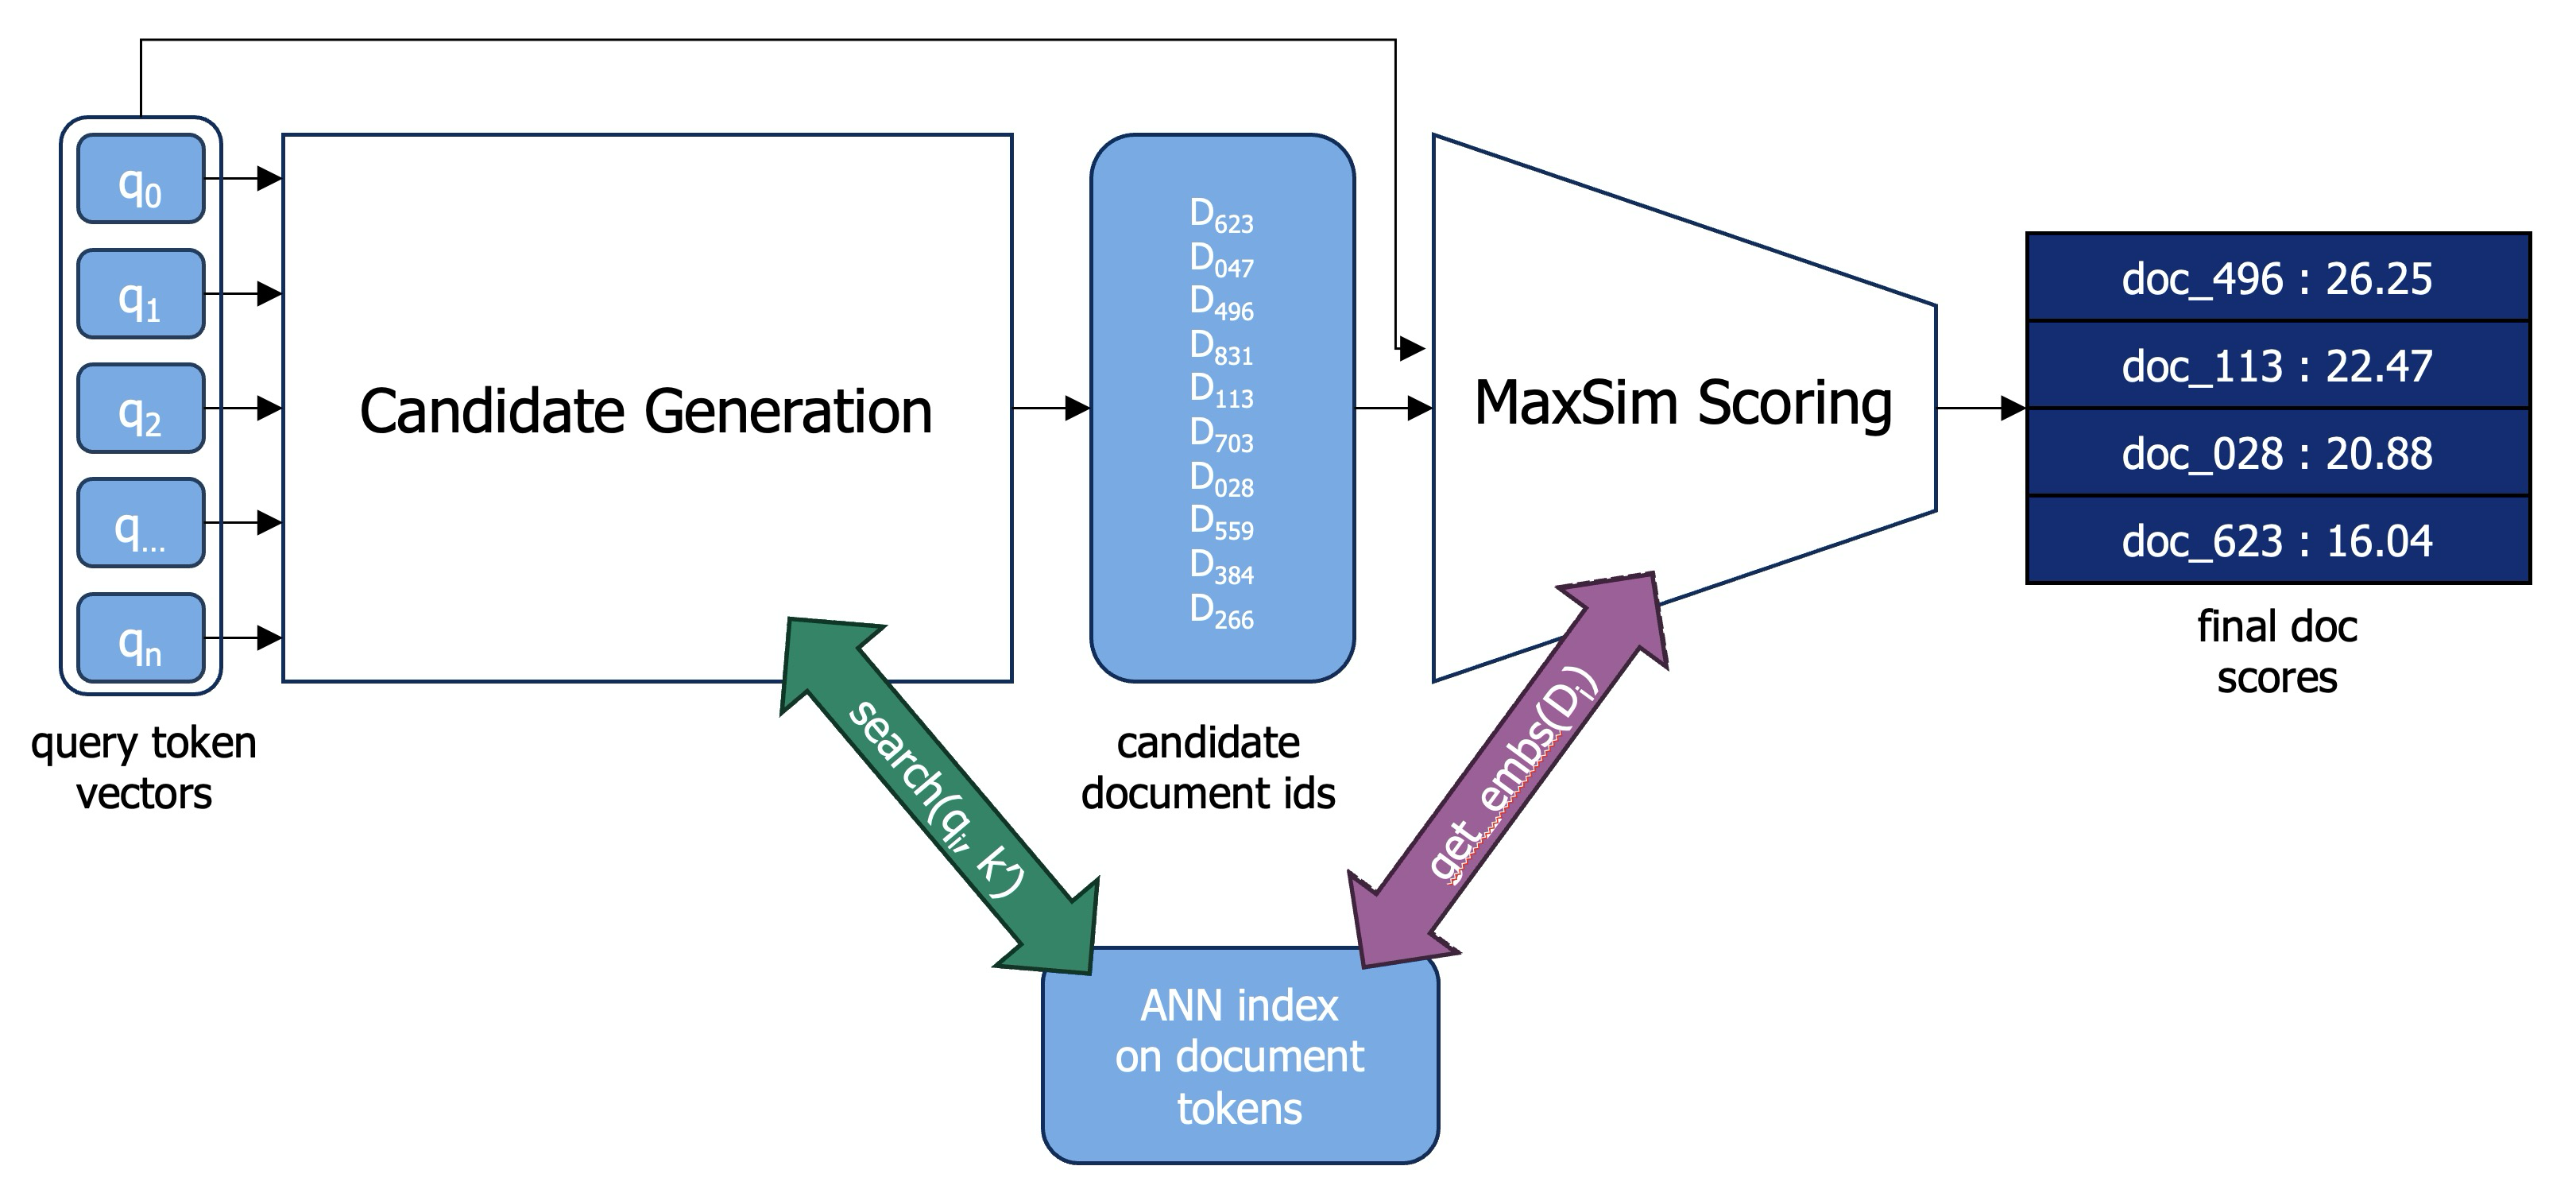 q0
q1
q2
q...
qn
query token
vectors
Candidate Generation
D623
D047
D496
D831
D113
D703
D028
D559
D384
D266
candidate
document ids
MaxSim Scoring
doc_496 : 26.25
doc_113 : 22.47
doc_028 : 20.88
doc_623 : 16.04
final doc
scores
search(qi, k’)
get_embs(Di)
ANN index
on document
tokens